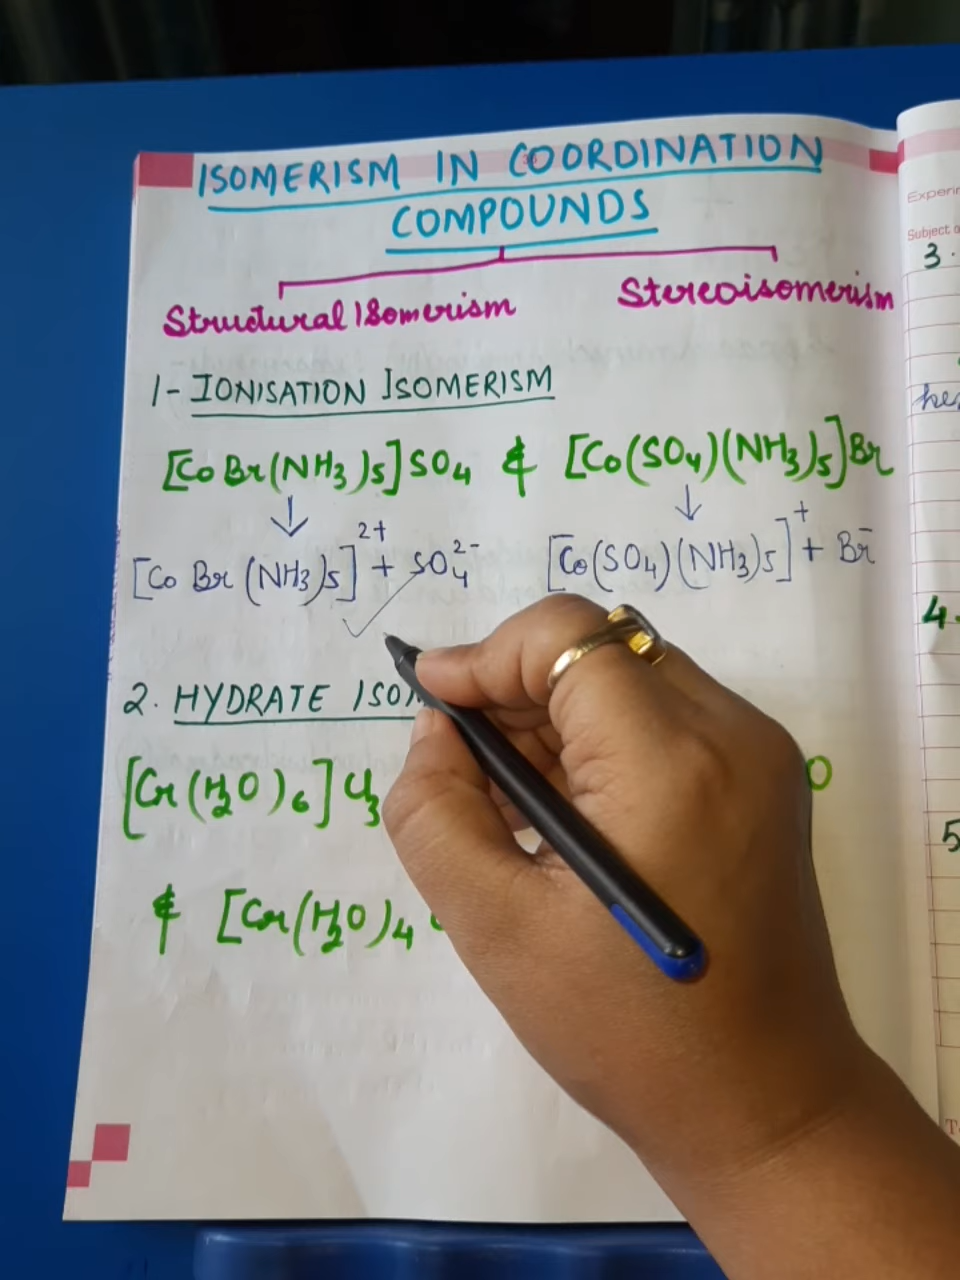 ISOMERISM IN COORDINATION
COMPOUNDS
Structural Isomerism
Stereoisomerism
1- IONISATION ISOMERISM
[CoBr(NH3)5]SO4 & [Co(SO4)(NH3)5]Br
↓ ↓
[Co Br(NH3)5]²⁺ + SO4²⁻ [Co(SO4)(NH3)5]⁺ + Br⁻
2. HYDRATE
[Cr(H2O)6]Cl3
& [Cr(H2O)4
Subject
3.
4.
5